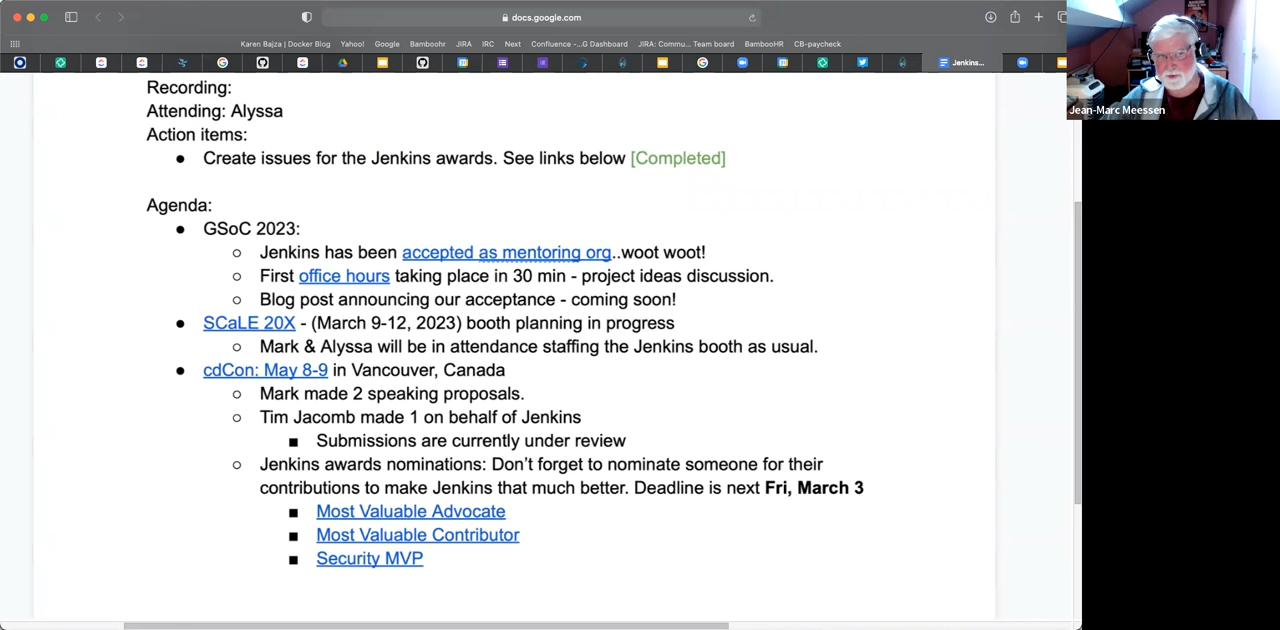 docs.google.com
Karen Bajza | Docker Blog Yahoo! Google Bamboohr JIRA IRC Next Confluence -...G Dashboard JIRA: Commu... Team board BambooHR CB-paycheck
Jenkins...
Jean-Marc Meessen
Recording:
Attending: Alyssa
Action items:
● Create issues for the Jenkins awards. See links below [Completed]
Agenda:
● GSoC 2023:
○ Jenkins has been accepted as mentoring org..woot woot!
○ First office hours taking place in 30 min - project ideas discussion.
○ Blog post announcing our acceptance - coming soon!
● SCaLE 20X - (March 9-12, 2023) booth planning in progress
○ Mark & Alyssa will be in attendance staffing the Jenkins booth as usual.
● cdCon: May 8-9 in Vancouver, Canada
○ Mark made 2 speaking proposals.
○ Tim Jacomb made 1 on behalf of Jenkins
■ Submissions are currently under review
○ Jenkins awards nominations: Don’t forget to nominate someone for their
contributions to make Jenkins that much better. Deadline is next Fri, March 3
■ Most Valuable Advocate
■ Most Valuable Contributor
■ Security MVP